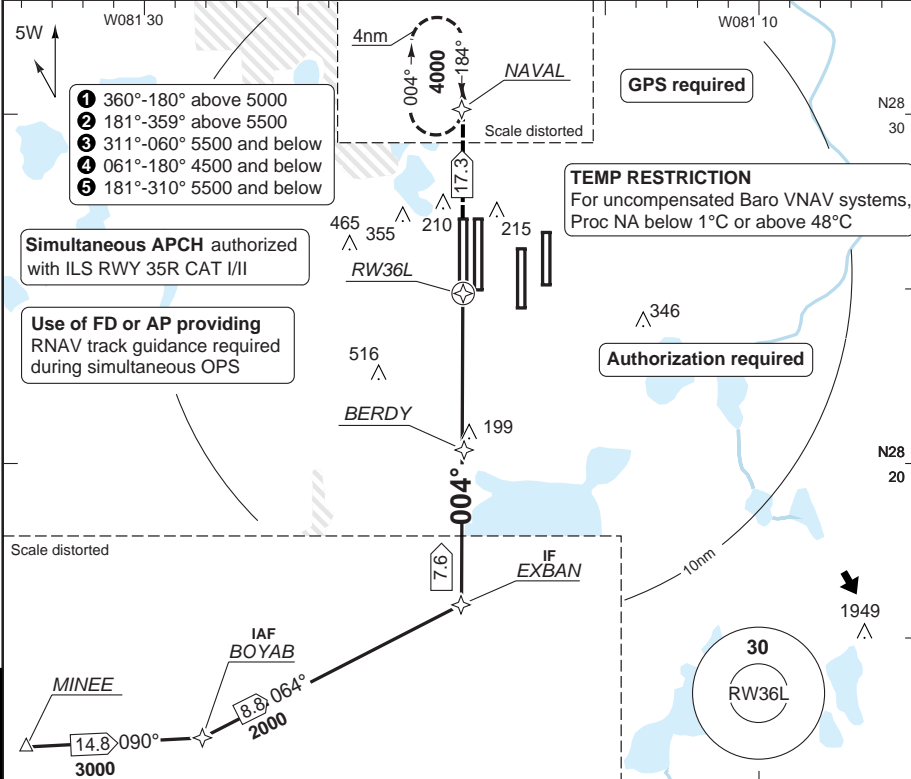 W081 30
W081 10
5W
4nm
004°
4000
184°
NAVAL
Scale distorted
GPS required
N28
30
1 360°-180° above 5000
2 181°-359° above 5500
3 311°-060° 5500 and below
4 061°-180° 4500 and below
5 181°-310° 5500 and below
17.3
TEMP RESTRICTION
For uncompensated Baro VNAV systems,
Proc NA below 1°C or above 48°C
465
355
210
215
Simultaneous APCH authorized
with ILS RWY 35R CAT I/II
RW36L
Use of FD or AP providing
RNAV track guidance required
during simultaneous OPS
346
516
Authorization required
BERDY
199
N28
20
004°
Scale distorted
7.6
IF
EXBAN
10nm
1949
IAF
BOYAB
30
RW36L
MINEE
8.8 064°
2000
14.8 090°
3000